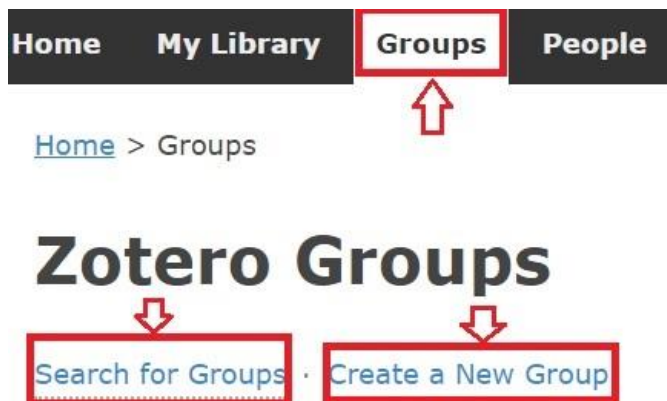 Home My Library Groups People
Home > Groups
Zotero Groups
Search for Groups · Create a New Group